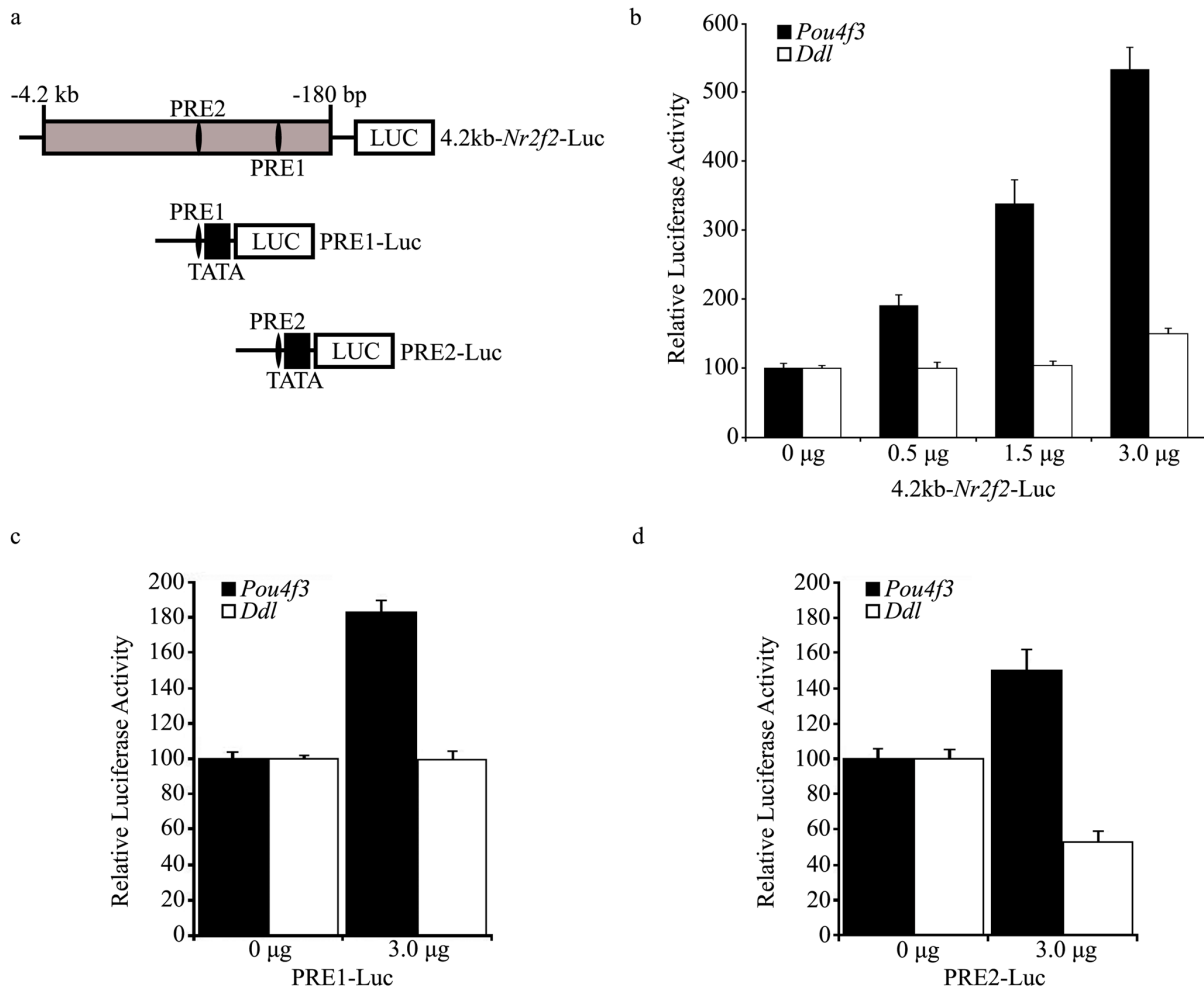 a
-4.2 kb
-180 bp
PRE2
LUC
4.2kb-Nr2f2-Luc
PRE1
PRE1
LUC
PRE1-Luc
TATA
PRE2
LUC
PRE2-Luc
TATA
b
Pou4f3
Ddl
Relative Luciferase Activity
600
500
400
300
200
100
0
0 μg
0.5 μg
1.5 μg
3.0 μg
4.2kb-Nr2f2-Luc
c
Pou4f3
Ddl
Relative Luciferase Activity
200
180
160
140
120
100
80
60
40
20
0
0 μg
3.0 μg
PRE1-Luc
d
Pou4f3
Ddl
Relative Luciferase Activity
200
180
160
140
120
100
80
60
40
20
0
0 μg
3.0 μg
PRE2-Luc